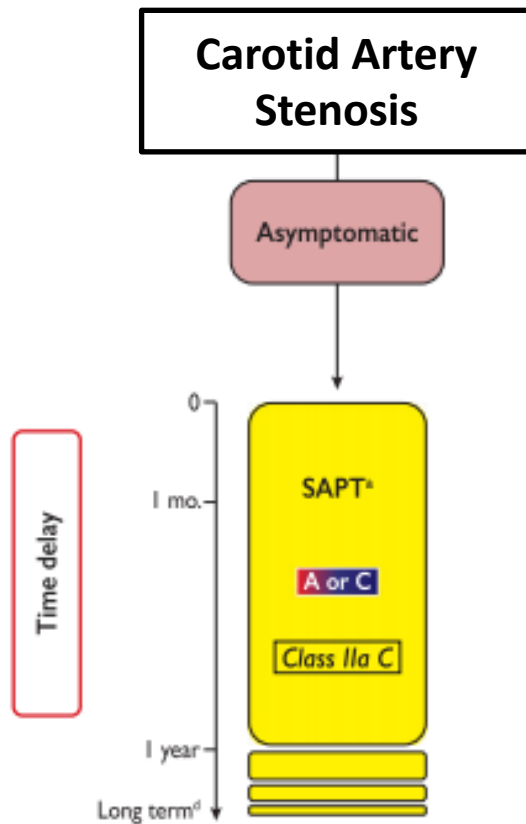 Carotid Artery
Stenosis
Asymptomatic
0
1 mo.
1 year
Long termᵈ
Time delay
SAPTᵃ
A or C
Class IIa C